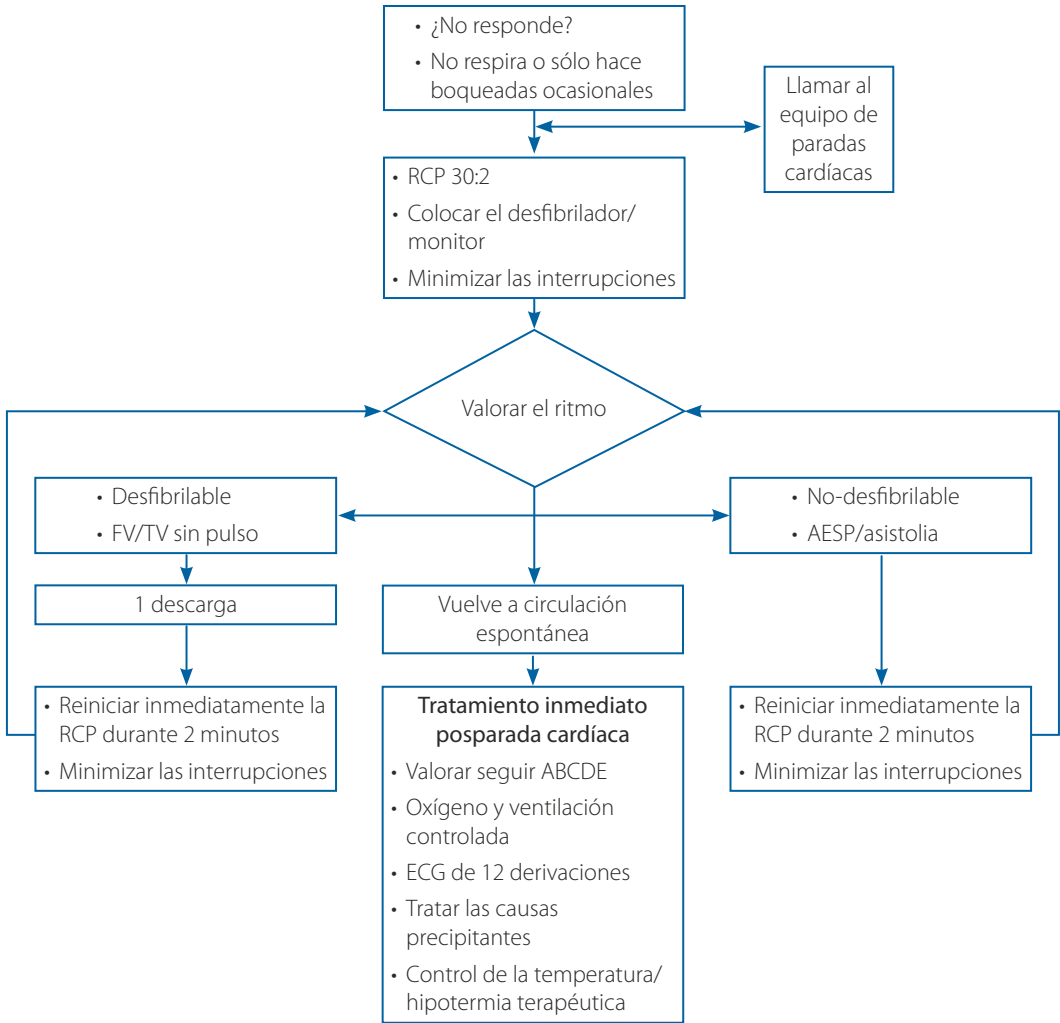 • ¿No responde?
• No respira o sólo hace
boqueadas ocasionales
Llamar al
equipo de
paradas
cardíacas
• RCP 30:2
• Colocar el desfibrilador/
monitor
• Minimizar las interrupciones
Valorar el ritmo
• Desfibrilable
• FV/TV sin pulso
• No-desfibrilable
• AESP/asistolia
1 descarga
Vuelve a circulación
espontánea
• Reiniciar inmediatamente la
RCP durante 2 minutos
• Minimizar las interrupciones
Tratamiento inmediato
posparada cardíaca
• Valorar seguir ABCDE
• Oxígeno y ventilación
controlada
• ECG de 12 derivaciones
• Tratar las causas
precipitantes
• Control de la temperatura/
hipotermia terapéutica
• Reiniciar inmediatamente la
RCP durante 2 minutos
• Minimizar las interrupciones